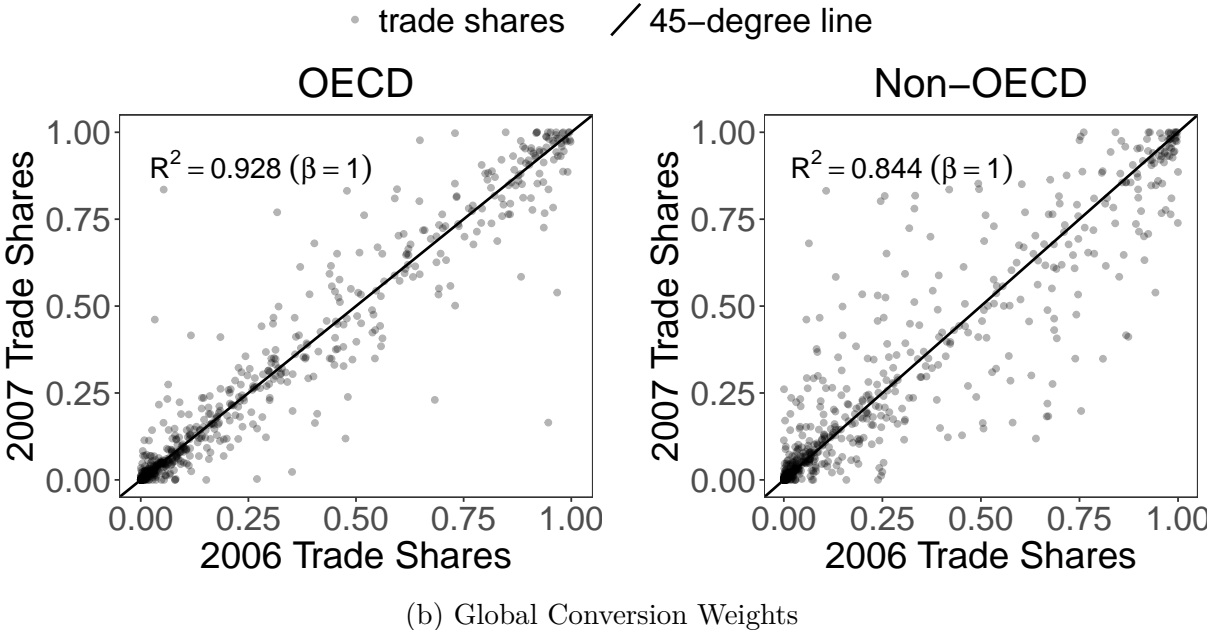 trade shares 45−degree line
OECD
Non−OECD
R² = 0.928 (β = 1)
R² = 0.844 (β = 1)
2007 Trade Shares
1.00
0.75
0.50
0.25
0.00
0.00 0.25 0.50 0.75 1.00
2006 Trade Shares
2007 Trade Shares
1.00
0.75
0.50
0.25
0.00
0.00 0.25 0.50 0.75 1.00
2006 Trade Shares
(b) Global Conversion Weights